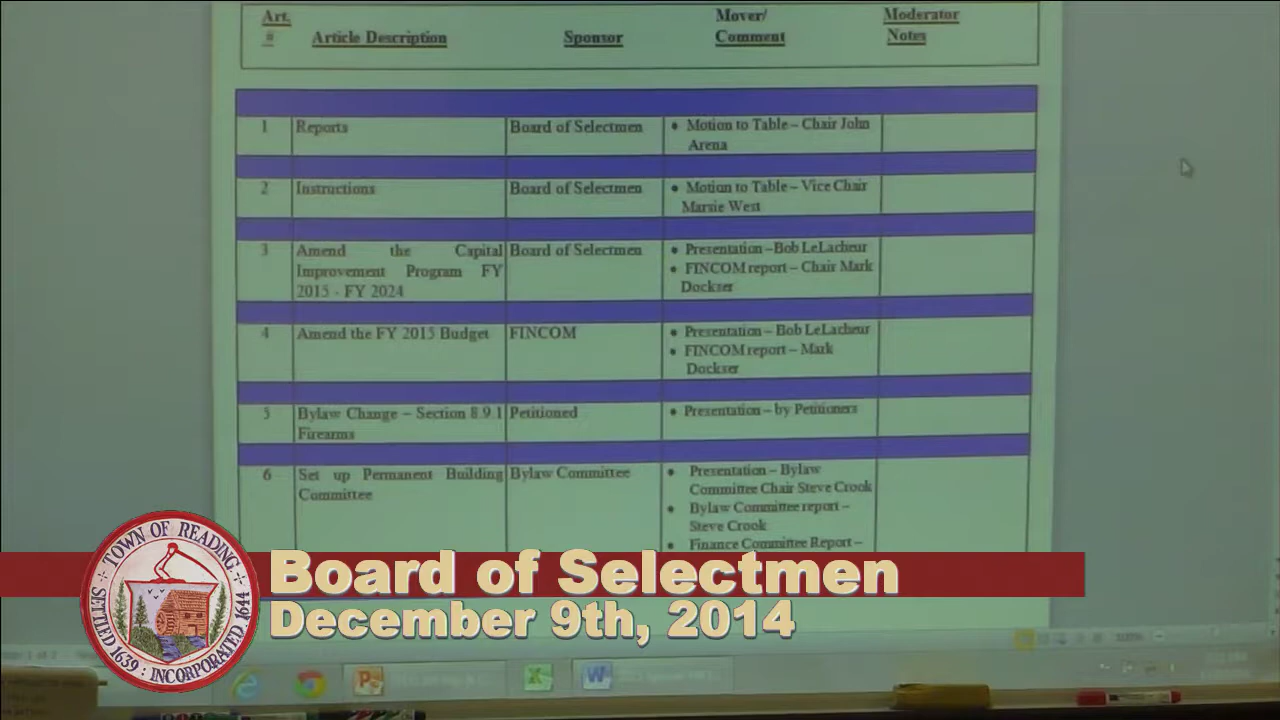 Art. #
Article Description
Sponsor
Mover/ Comment
Moderator Notes
1
Reports
Board of Selectmen
• Motion to Table – Chair John
Arena
2
Instructions
Board of Selectmen
• Motion to Table – Vice Chair
Marsie West
3
Amend the Capital
Improvement Program FY
2015 - FY 2024
Board of Selectmen
• Presentation –Bob LeLacheur
• FINCOM report – Chair Mark
Dockser
4
Amend the FY 2015 Budget
FINCOM
• Presentation – Bob LeLacheur
• FINCOM report – Mark
Dockser
5
Bylaw Change – Section 8.9.1
Firearms
Petitioned
• Presentation – by Petitioners
6
Set up Permanent Building
Committee
Bylaw Committee
• Presentation – Bylaw
Committee Chair Steve Crook
• Bylaw Committee report –
Steve Crook
• Finance Committee Report –
TOWN OF READING
SETTLED 1639 : INCORPORATED 1644
Board of Selectmen
December 9th, 2014